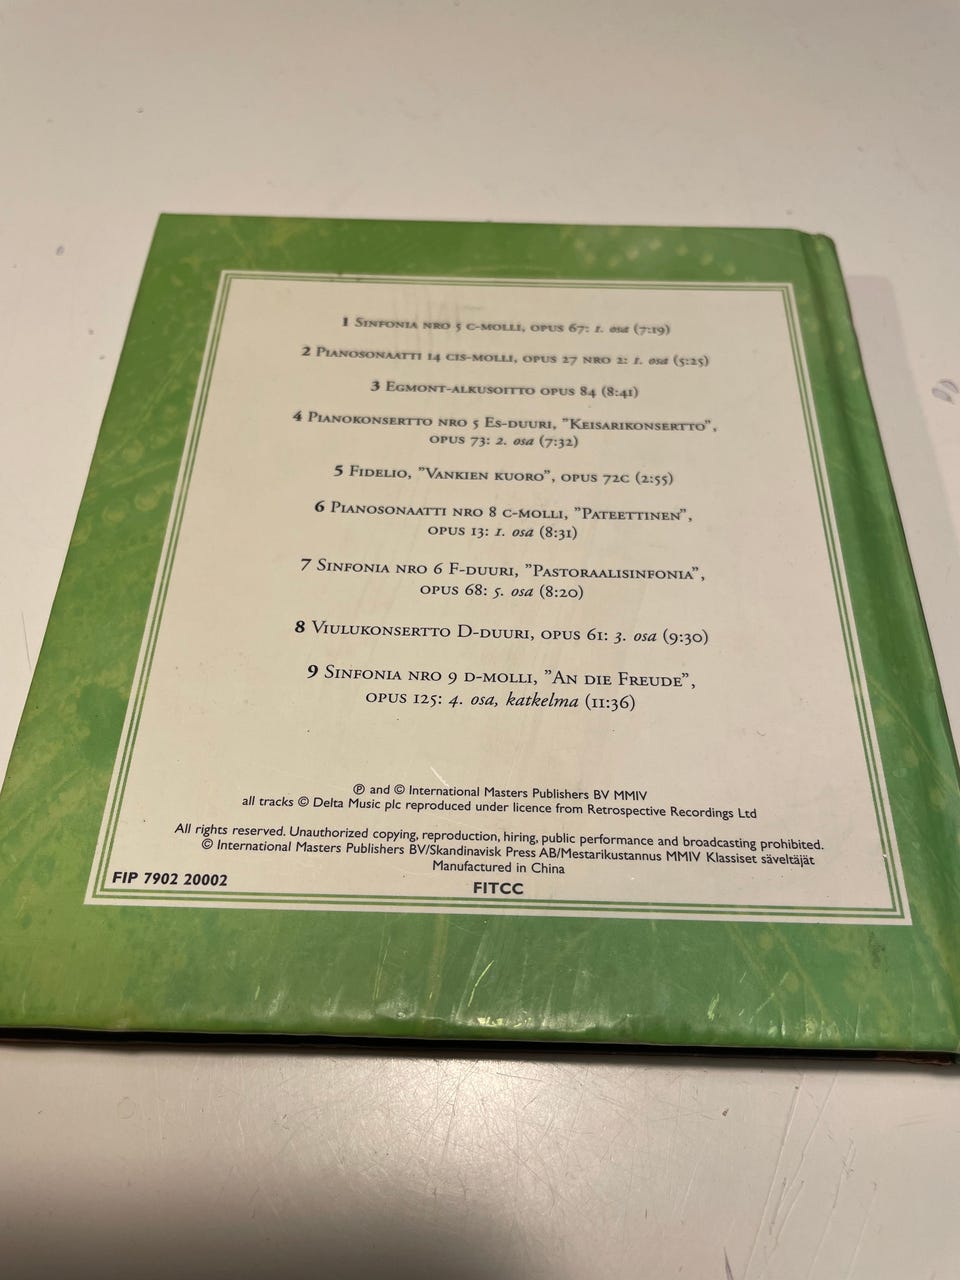 1 Sinfonia nro 5 c-molli, opus 67: 1. osa (7:19)
2 Pianosonaatti 14 cis-molli, opus 27 nro 2: 1. osa (5:25)
3 Egmont-alkusoitto opus 84 (8:41)
4 Pianokonsertto nro 5 Es-duuri, "Keisarikonsertto",
opus 73: 2. osa (7:32)
5 Fidelio, "Vankien kuoro", opus 72c (2:55)
6 Pianosonaatti nro 8 c-molli, "Pateettinen",
opus 13: 1. osa (8:31)
7 Sinfonia nro 6 F-duuri, "Pastoraalisinfonia",
opus 68: 5. osa (8:20)
8 Viulukonsertto D-duuri, opus 61: 3. osa (9:30)
9 Sinfonia nro 9 d-molli, "An die Freude",
opus 125: 4. osa, katkelma (11:36)
℗ and © International Masters Publishers BV MMIV
all tracks © Delta Music plc reproduced under licence from Retrospective Recordings Ltd
All rights reserved. Unauthorized copying, reproduction, hiring, public performance and broadcasting prohibited.
© International Masters Publishers BV/Skandinavisk Press AB/Mestarikustannus MMIV Klassiset säveltäjät
Manufactured in China
FIP 7902 20002
FITCC